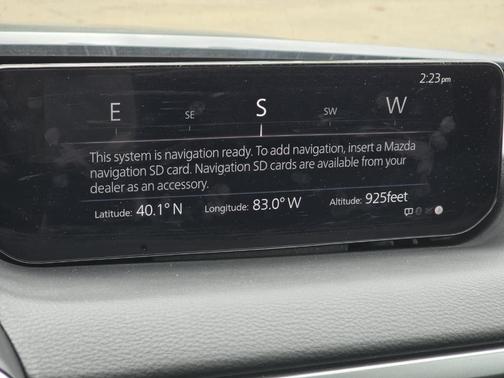 2:23pm
E SE S SW W
This system is navigation ready. To add navigation, insert a Mazda
navigation SD card. Navigation SD cards are available from your
dealer as an accessory.
Latitude: 40.1° N Longitude: 83.0° W Altitude: 925feet